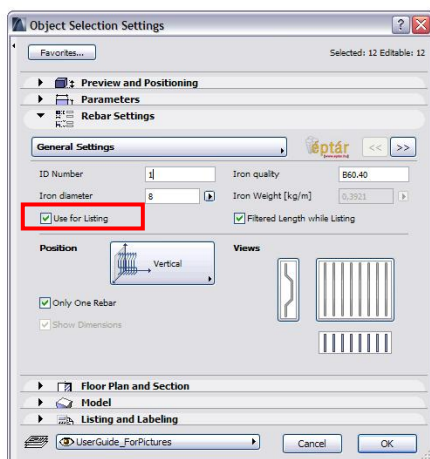 Object Selection Settings
Favorites...
Selected: 12 Editable: 12
Preview and Positioning
Parameters
Rebar Settings
General Settings
éptár
<<
>>
ID Number 1 Iron quality B60.40
Iron diameter 8 Iron Weight [kg/m] 0.3921
Use for Listing Filtered Length while Listing
Position Views
Vertical
Only One Rebar
Show Dimensions
Floor Plan and Section
Model
Listing and Labeling
UserGuide_ForPictures Cancel OK